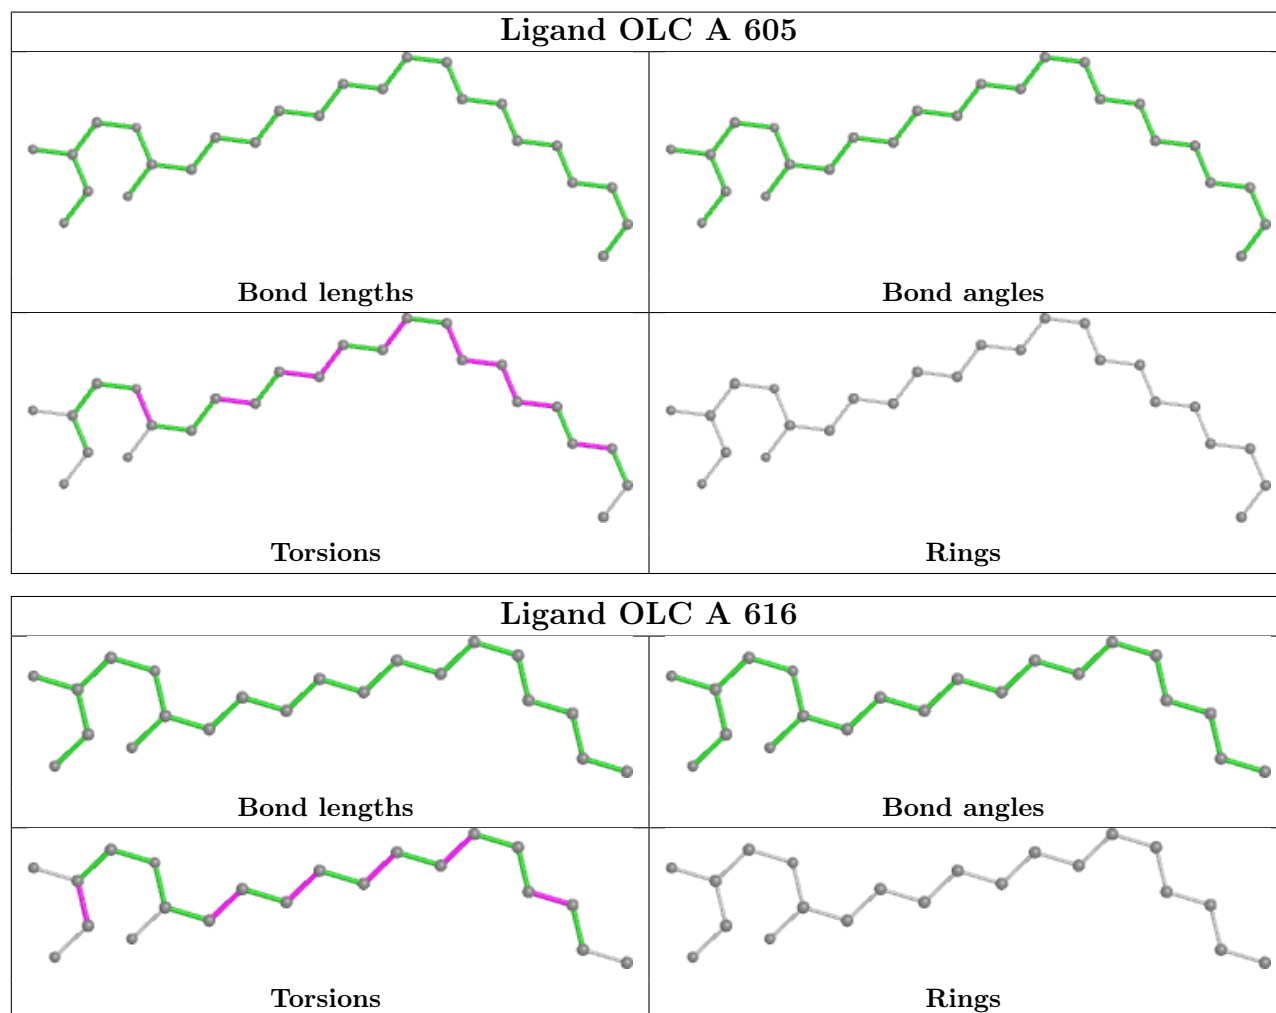 Ligand OLC A 605
Bond lengths
Bond angles
Torsions
Rings
Ligand OLC A 616
Bond lengths
Bond angles
Torsions
Rings